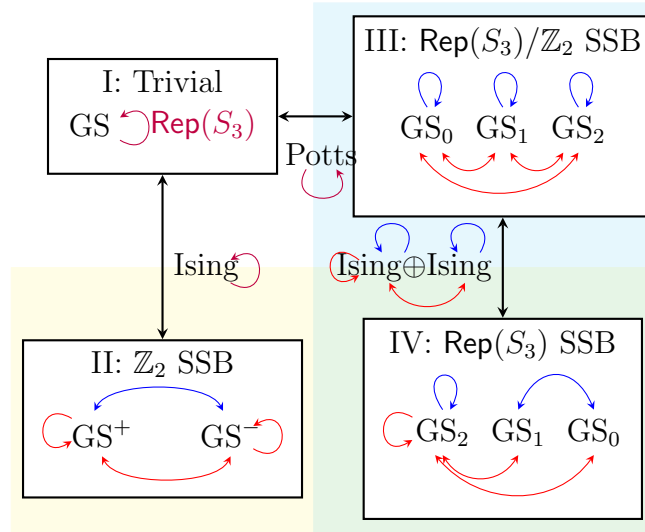 I: Trivial
GS Rep(S₃)
III: Rep(S₃)/ℤ₂ SSB
GS₀ GS₁ GS₂
Potts
Ising
Ising⊕Ising
II: ℤ₂ SSB
GS⁺ GS⁻
IV: Rep(S₃) SSB
GS₂ GS₁ GS₀